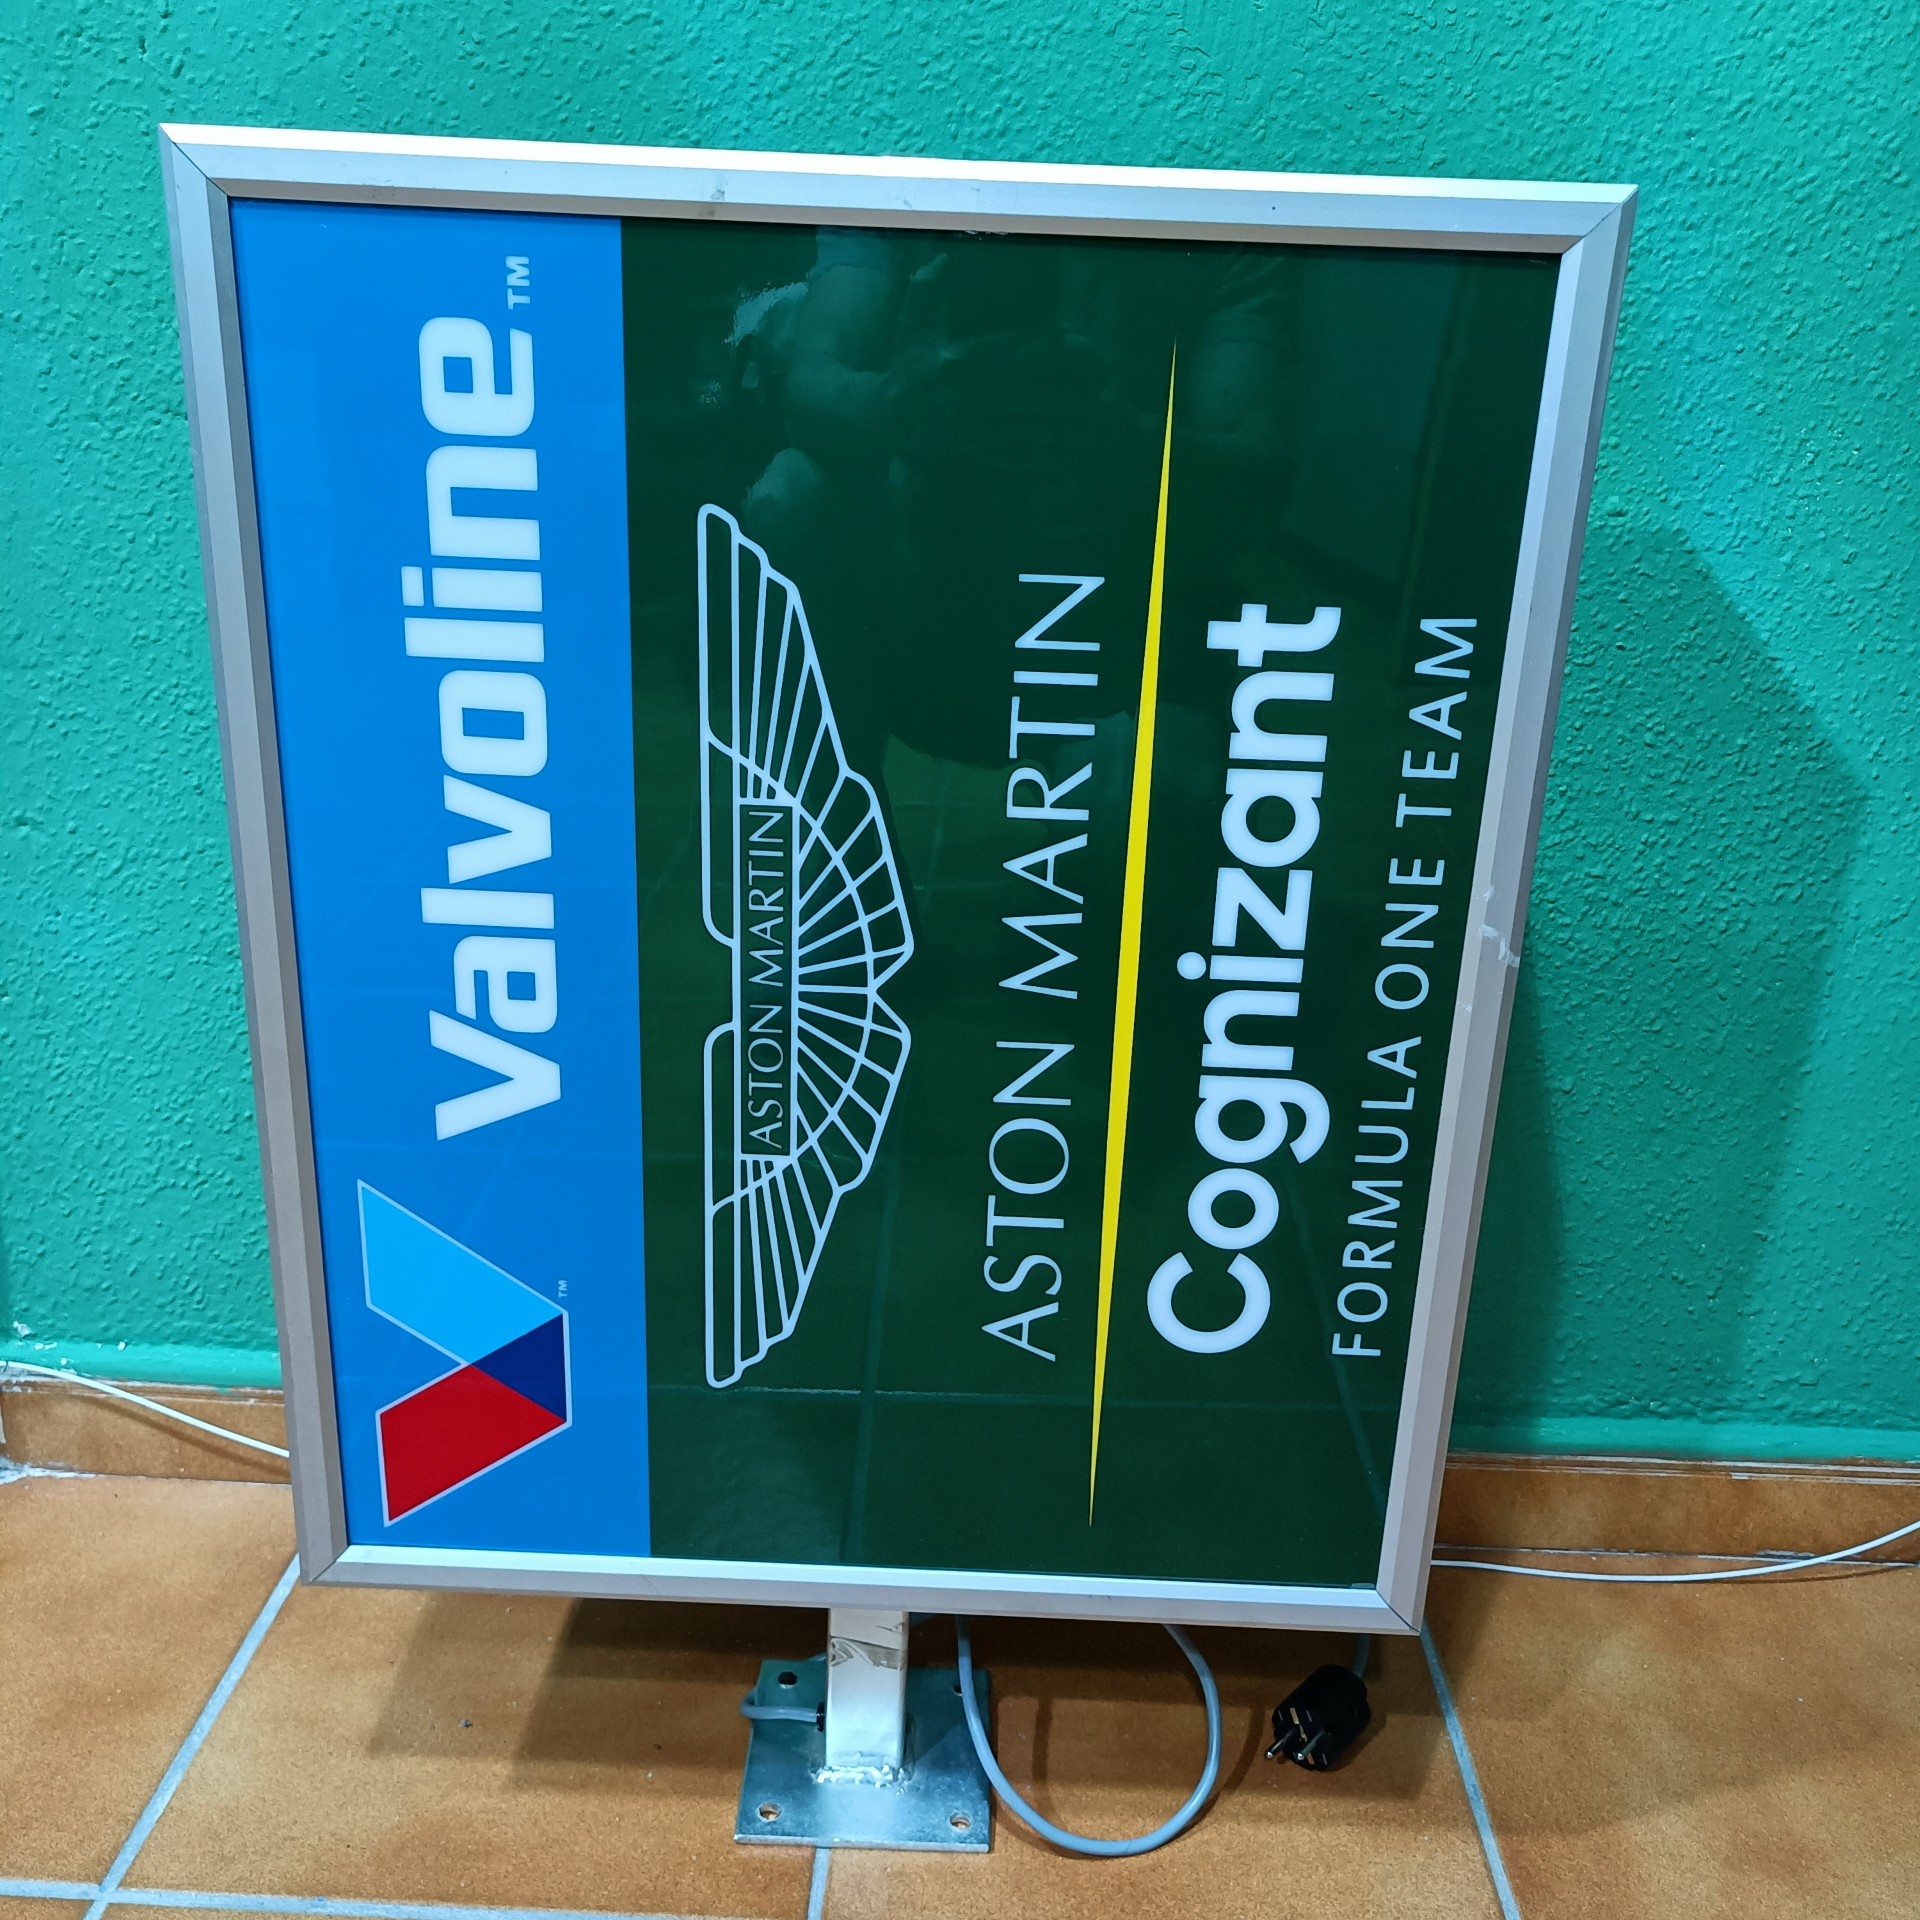 Valvoline™
™
ASTON MARTIN
ASTON MARTIN
Cognizant
FORMULA ONE TEAM